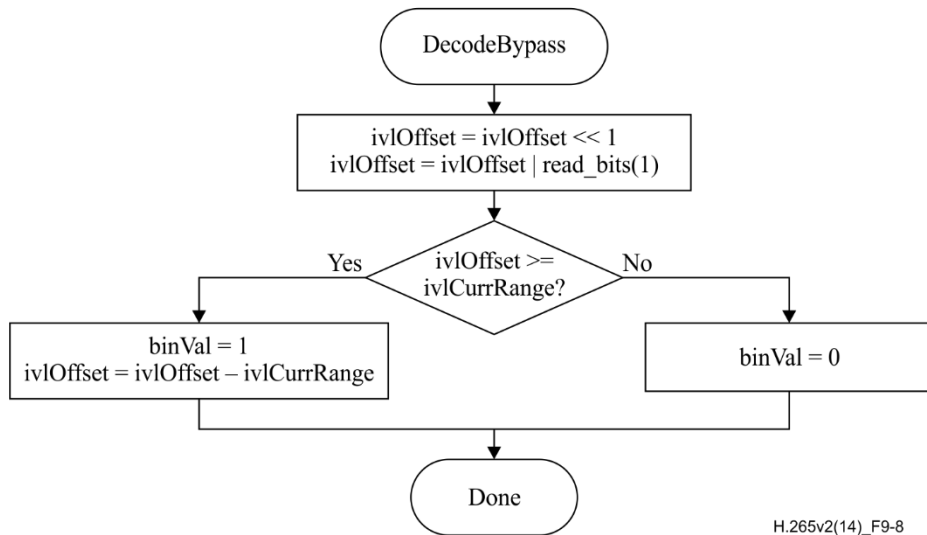 DecodeBypass
ivlOffset = ivlOffset << 1
ivlOffset = ivlOffset | read_bits(1)
Yes
ivlOffset >=
ivlCurrRange?
No
binVal = 1
ivlOffset = ivlOffset – ivlCurrRange
binVal = 0
Done
H.265v2(14)_F9-8